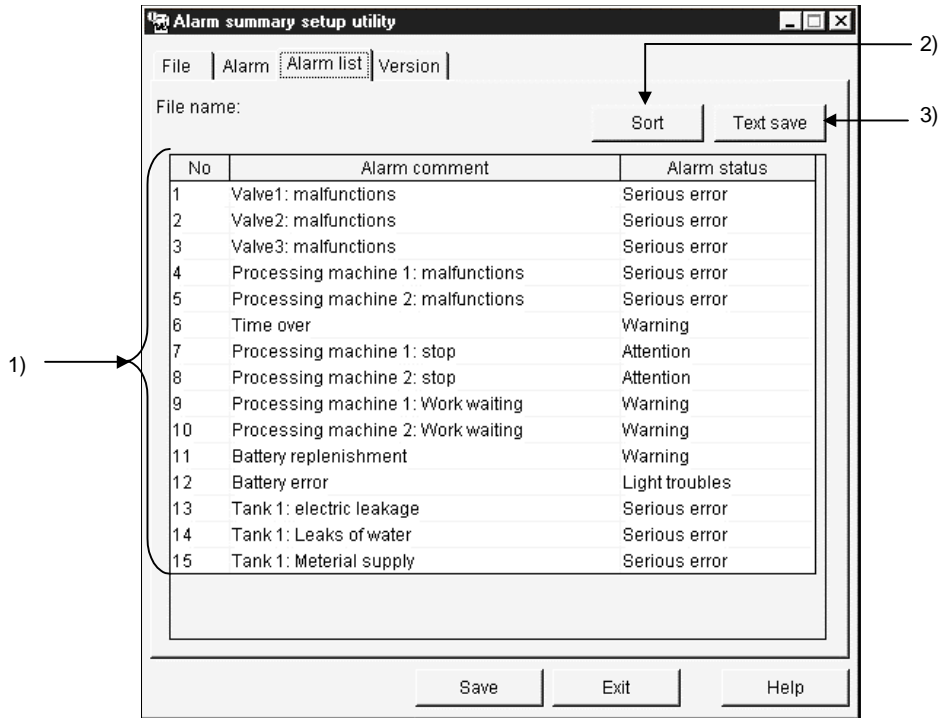 Alarm summary setup utility
2)
File Alarm Alarm list Version
File name:
Sort Text save 3)
No Alarm comment Alarm status
1 Valve1: malfunctions Serious error
2 Valve2: malfunctions Serious error
3 Valve3: malfunctions Serious error
4 Processing machine 1: malfunctions Serious error
5 Processing machine 2: malfunctions Serious error
6 Time over Warning
1)
7 Processing machine 1: stop Attention
8 Processing machine 2: stop Attention
9 Processing machine 1: Work waiting Warning
10 Processing machine 2: Work waiting Warning
11 Battery replenishment Warning
12 Battery error Light troubles
13 Tank 1: electric leakage Serious error
14 Tank 1: Leaks of water Serious error
15 Tank 1: Meterial supply Serious error
Save Exit Help